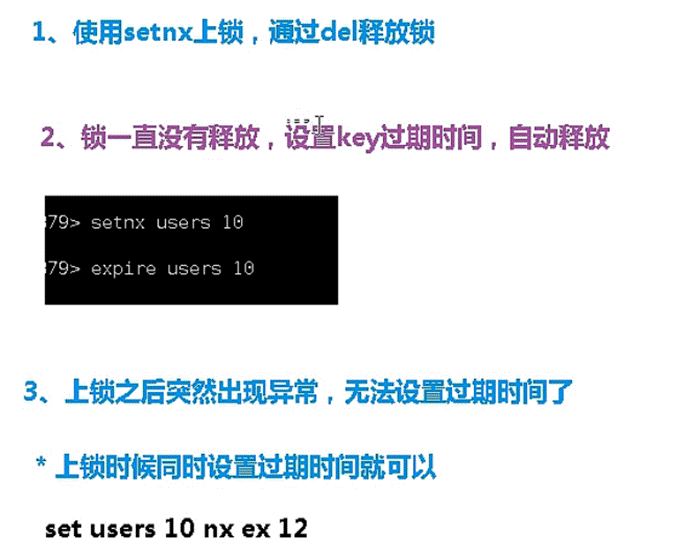 1、使用setnx上锁，通过del释放锁
2、锁一直没有释放，设置key过期时间，自动释放
379> setnx users 10
379> expire users 10
3、上锁之后突然出现异常，无法设置过期时间了
* 上锁时候同时设置过期时间就可以
set users 10 nx ex 12